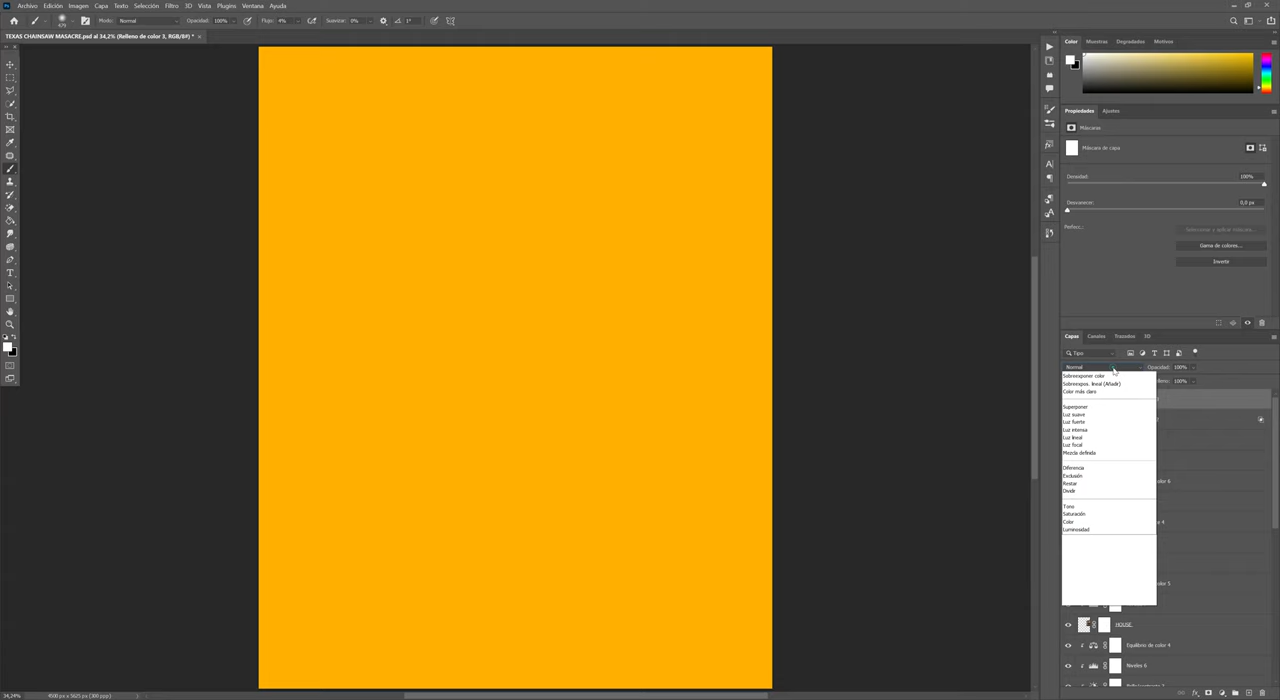 Archivo Edición Imagen Capa Texto Selección Filtro 3D Vista Plugins Ventana Ayuda
Modo: Normal Opacidad: 100% Flujo: 4% Suavizar: 0% 1°
TEXAS CHAINSAW MASACRE.psd al 34,2% (Relleno de color 3, RGB/8#) *
Color Muestras Degradados Motivos
Propiedades Ajustes
Máscaras
Máscara de capa
Densidad: 100%
Desvanecer: 0,0 px
Perfecc.:
Seleccionar y aplicar máscara...
Gama de colores...
Invertir
Capas Canales Trazados 3D
Tipo
Normal Opacidad: 100%
100%
Sobreexponer color
Sobreexpos. lineal (Añadir)
Color más claro
Superponer
Luz suave
Luz fuerte
Luz intensa
Luz lineal
Luz focal
Mezcla definida
Diferencia
Exclusión
Restar
Dividir
Tono
Saturación
Color
Luminosidad
HOUSE
Equilibrio de color 4
Niveles 6
34,24% 4500 px x 5625 px (300 ppp)